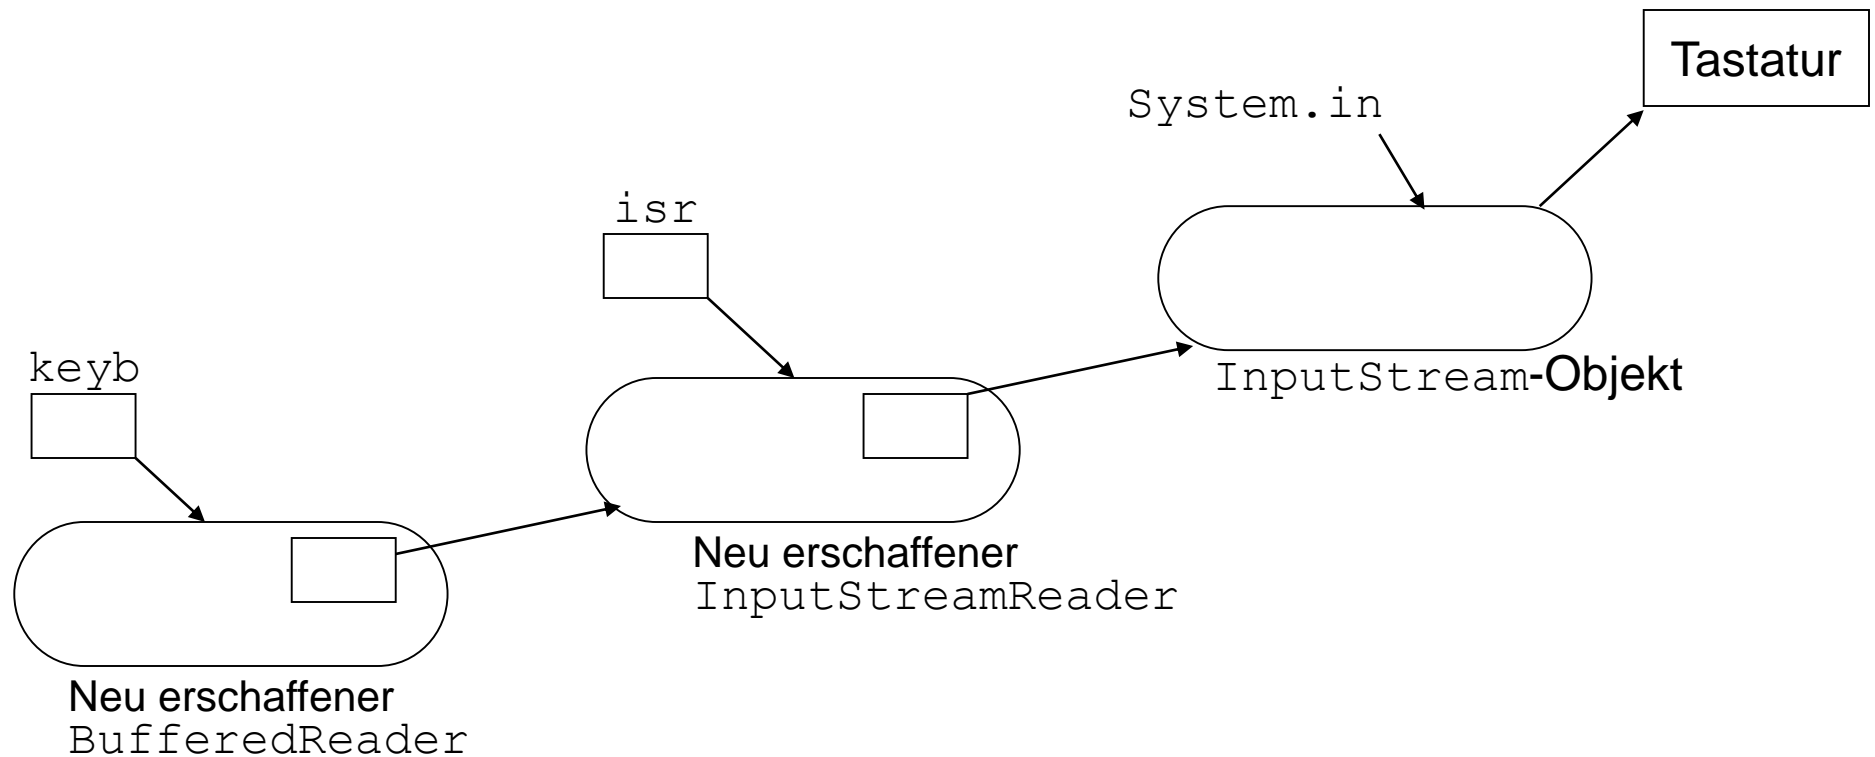 Tastatur
System.in
isr
keyb
InputStream-Objekt
Neu erschaffener
InputStreamReader
Neu erschaffener
BufferedReader